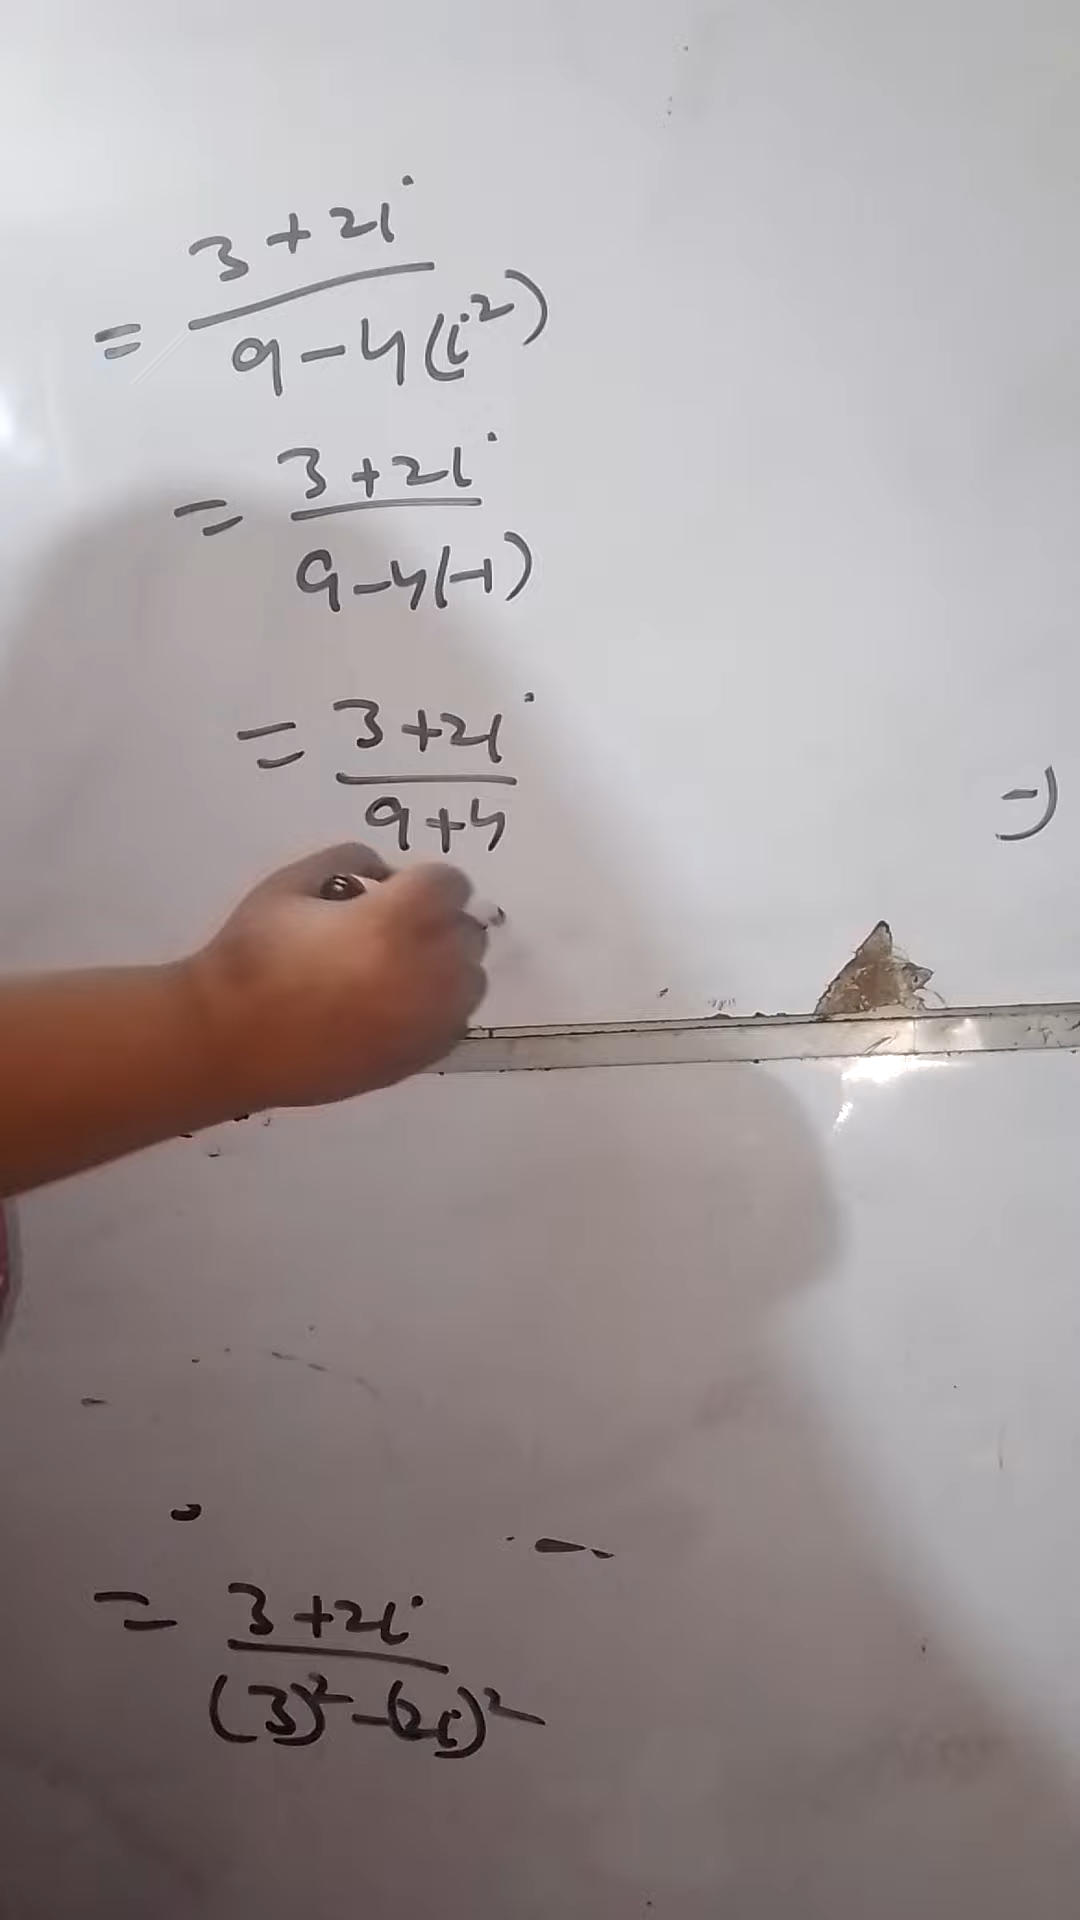 = 3+2i / 9-4(i²)
= 3+2i / 9-4(-1)
= 3+2i / 9+4
= 3+2i / (3)²-(2i)²